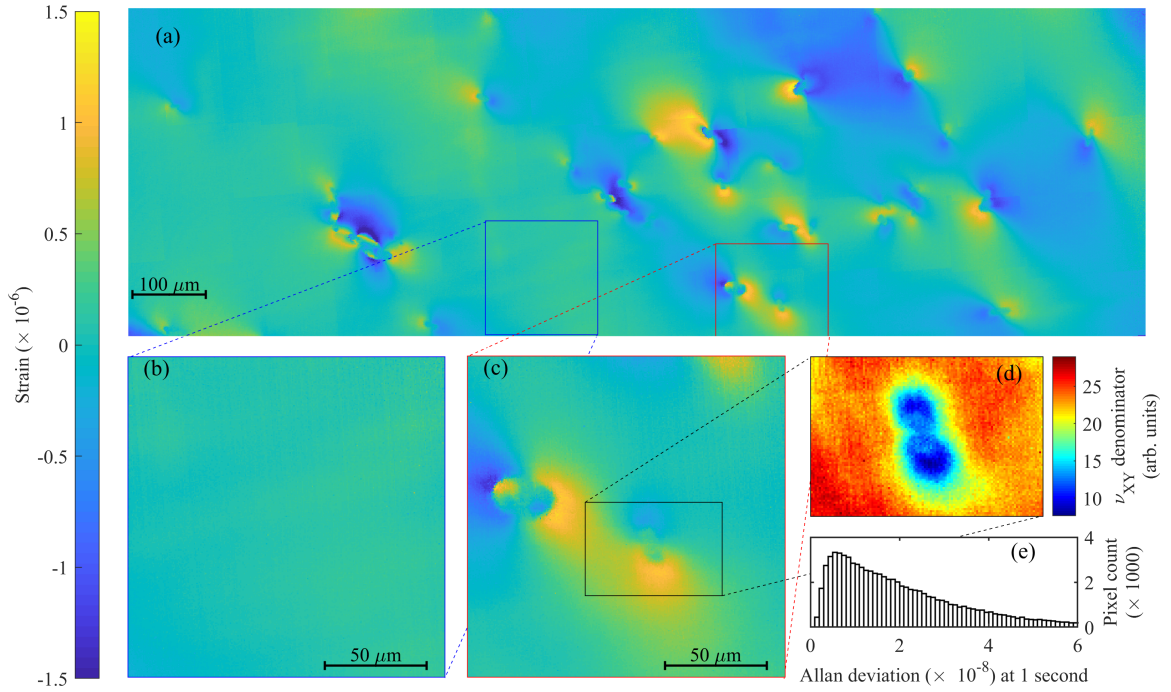 1.5
1
0.5
0
-0.5
-1
-1.5
Strain (× 10⁻⁶)
(a)
100 μm
(b)
50 μm
(c)
50 μm
(d)
25
20
15
10
ν_XY denominator
(arb. units)
(e)
4
2
0
Pixel count
(× 1000)
0 2 4 6
Allan deviation (× 10⁻⁸) at 1 second